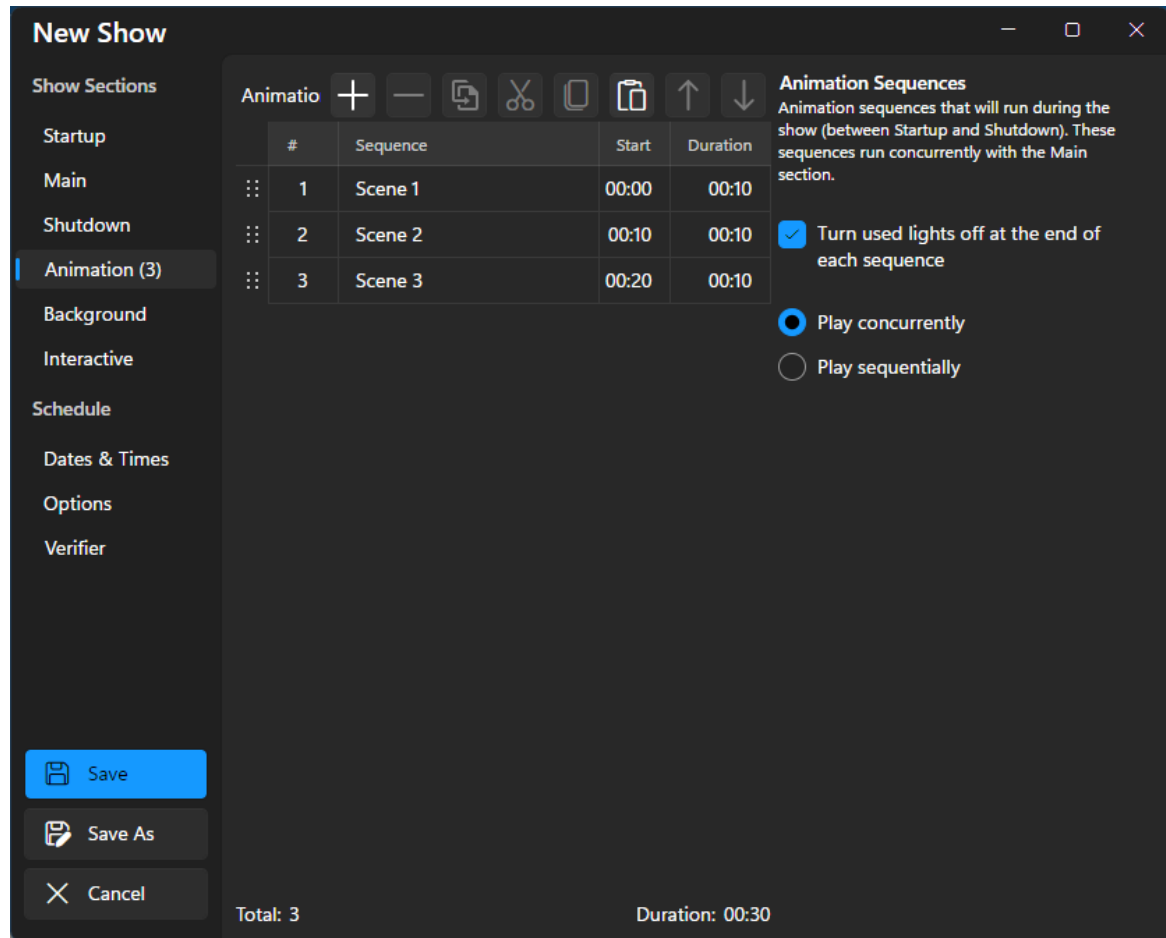 New Show
Show Sections
Startup
Main
Shutdown
Animation (3)
Background
Interactive
Schedule
Dates & Times
Options
Verifier
Save
Save As
Cancel
Animatio
# Sequence Start Duration
1 Scene 1 00:00 00:10
2 Scene 2 00:10 00:10
3 Scene 3 00:20 00:10
Total: 3 Duration: 00:30
Animation Sequences
Animation sequences that will run during the
show (between Startup and Shutdown). These
sequences run concurrently with the Main
section.
Turn used lights off at the end of
each sequence
Play concurrently
Play sequentially